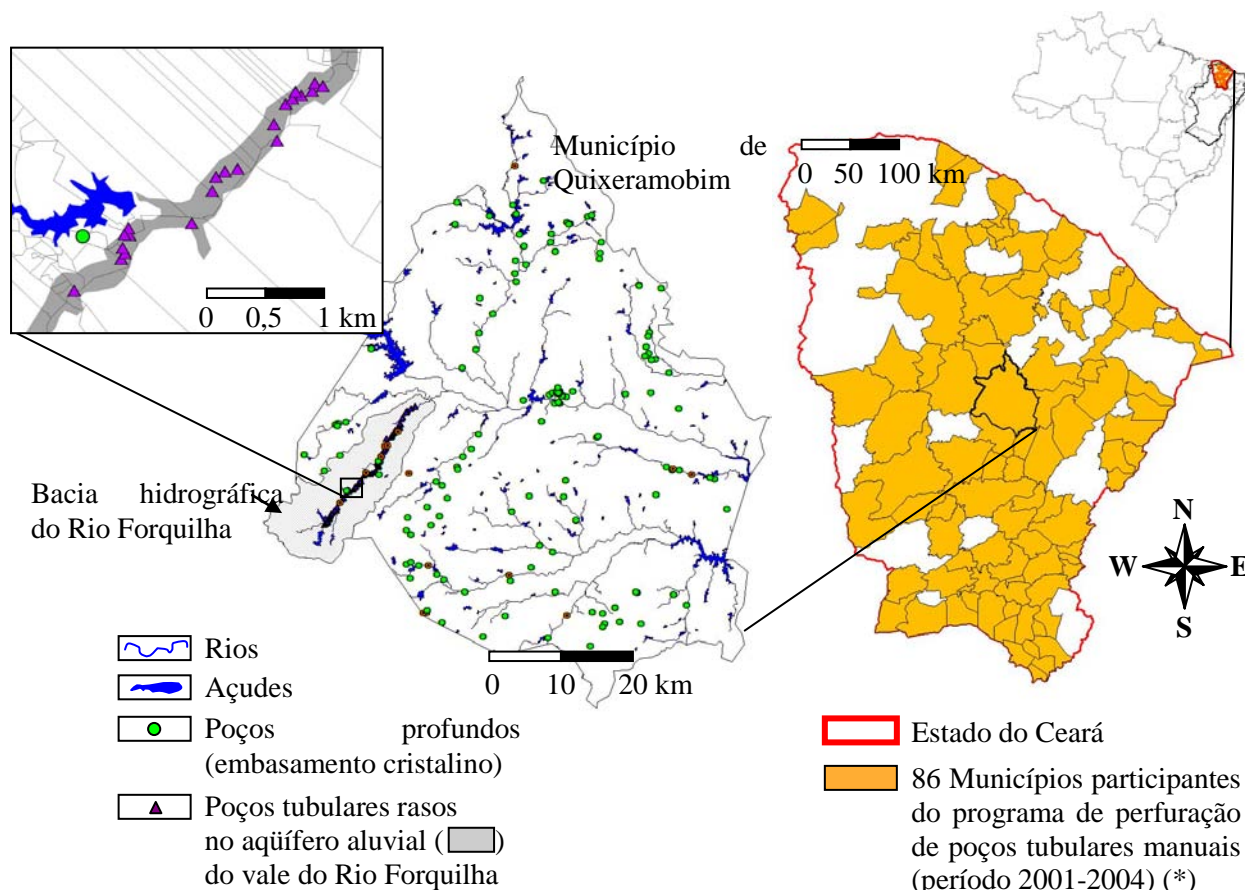 Município de
Quixeramobim
0 50 100 km
0 0,5 1 km
Bacia hidrográfica
do Rio Forquilha
N
W E
S
0 10 20 km
Rios
Açudes
Poços profundos
(embasamento cristalino)
Poços tubulares rasos
no aqüífero aluvial ( )
do vale do Rio Forquilha
Estado do Ceará
86 Municípios participantes
do programa de perfuração
de poços tubulares manuais
(período 2001-2004) (*)